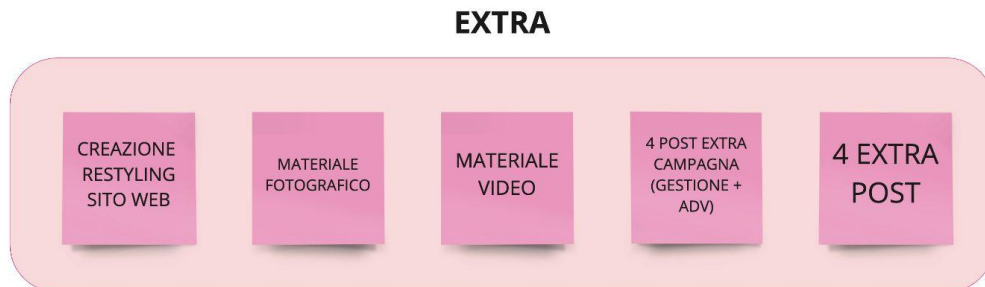 EXTRA
CREAZIONE
RESTYLING
SITO WEB
MATERIALE
FOTOGRAFICO
MATERIALE
VIDEO
4 POST EXTRA
CAMPAGNA
(GESTIONE +
ADV)
4 EXTRA
POST